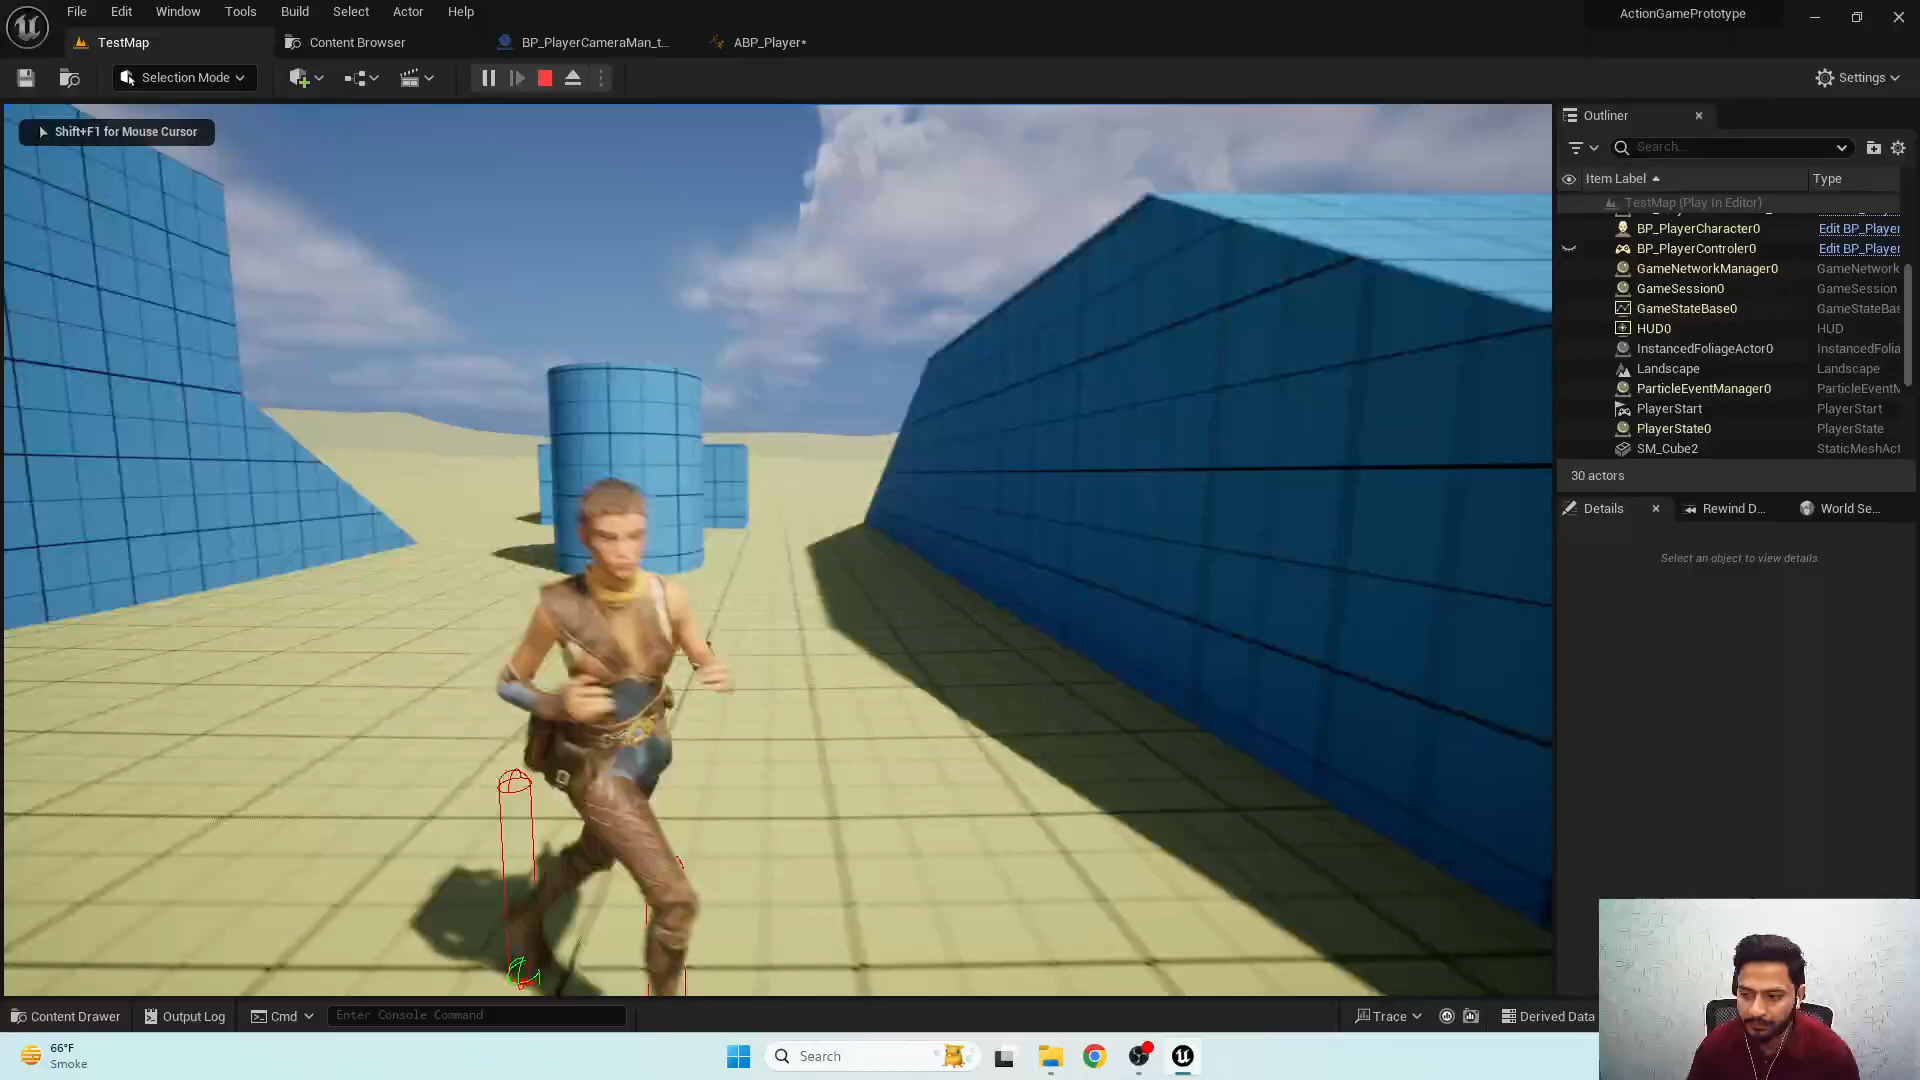 File Edit Window Tools Build Select Actor Help
ActionGamePrototype
TestMap
Content Browser
BP_PlayerCameraMan_t...
ABP_Player*
Selection Mode
Settings
Shift+F1 for Mouse Cursor
Outliner
Search...
Item Label
Type
TestMap (Play In Editor)
BP_PlayerCharacter0 Edit BP_Player
BP_PlayerControler0 Edit BP_Player
GameNetworkManager0 GameNetwork
GameSession0 GameSession
GameStateBase0 GameStateBas
HUD0 HUD
InstancedFoliageActor0 InstancedFolia
Landscape Landscape
ParticleEventManager0 ParticleEventM
PlayerStart PlayerStart
PlayerState0 PlayerState
SM_Cube2 StaticMeshAct
30 actors
Details
Rewind D...
World Se...
Select an object to view details.
Content Drawer
Output Log
Cmd
Enter Console Command
Trace
Derived Data
66°F
Smoke
Search